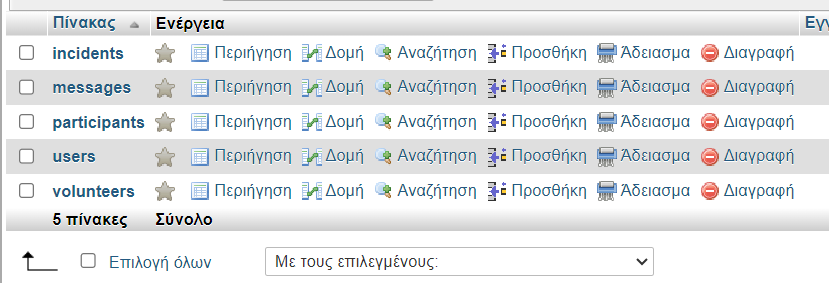 Πίνακας Ενέργεια Εγγ
incidents Περιήγηση Δομή Αναζήτηση Προσθήκη Άδειασμα Διαγραφή
messages Περιήγηση Δομή Αναζήτηση Προσθήκη Άδειασμα Διαγραφή
participants Περιήγηση Δομή Αναζήτηση Προσθήκη Άδειασμα Διαγραφή
users Περιήγηση Δομή Αναζήτηση Προσθήκη Άδειασμα Διαγραφή
volunteers Περιήγηση Δομή Αναζήτηση Προσθήκη Άδειασμα Διαγραφή
5 πίνακες Σύνολο
Επιλογή όλων Με τους επιλεγμένους: